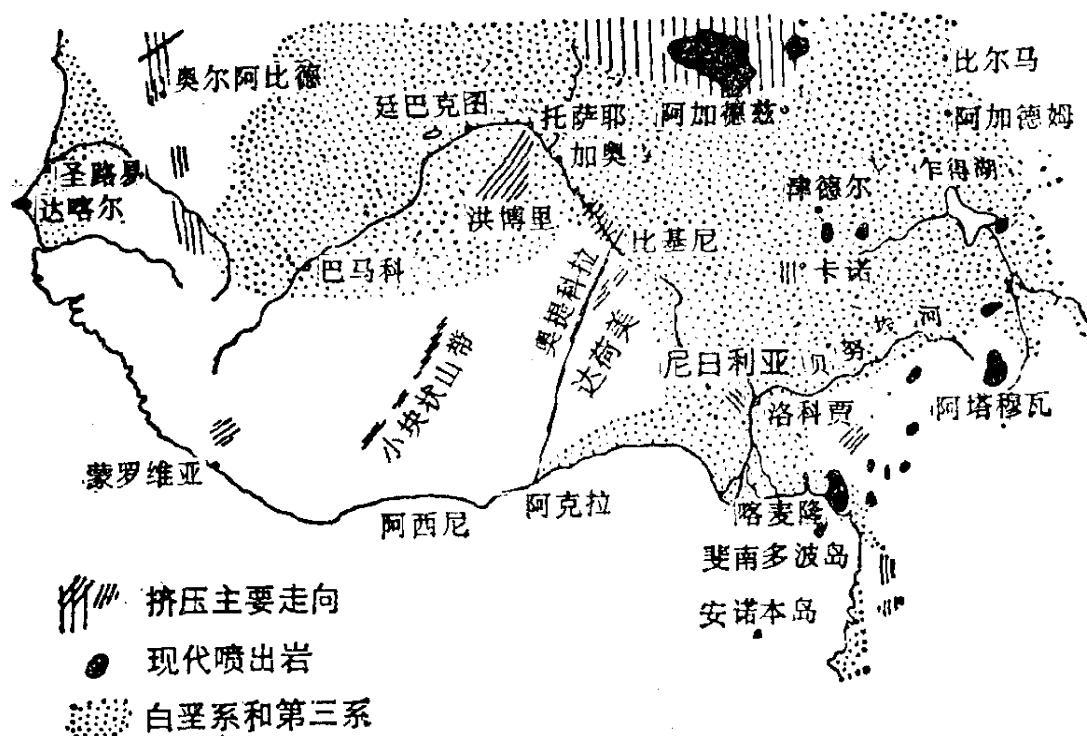 奥尔阿比德
比尔马
廷巴克图
托萨耶
阿加德兹
阿加德姆
加奥
乍得湖
圣路易
達喀尔
津德尔
洪博里
比基尼
巴马科
卡诺
奥提科拉
达荷美
小块状山带
尼日利亚
贝努埃河
洛科贾
阿塔穆瓦
蒙罗维亚
阿西尼
阿克拉
喀麦隆
斐南多波岛
安诺本岛
挤压主要走向
现代喷出岩
白垩系和第三系